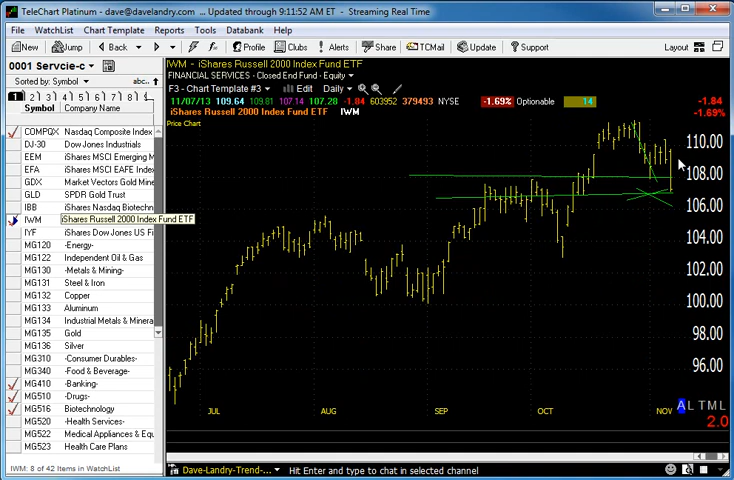 TeleChart Platinum - dave@davelandry.com ... Updated through 9:11:52 AM ET - Streaming Real Time
File WatchList Chart Template Reports Tools DataBank Help
New Jump Back Profile Clubs Alerts Share TCMail Update Support Layout
0001 Servcie-c
Sorted by: Symbol abc..
1 2 3 4 5 6 7 8
Symbol Company Name
COMPQX Nasdaq Composite Index
DJ-30 Dow Jones Industrials
EEM iShares MSCI Emerging M
EFA iShares MSCI EAFE Index
GDX Market Vectors Gold Mine
GLD SPDR Gold Trust
IBB iShares Nasdaq Biotechn
IWM iShares Russell 2000 Index Fund ETF
IYF iShares Dow Jones US Fi
MG120 -Energy-
MG122 Independent Oil & Gas
MG130 -Metals & Mining-
MG131 Steel & Iron
MG132 Copper
MG133 Aluminum
MG134 Industrial Metals & Minera
MG135 Gold
MG136 Silver
MG310 -Consumer Durables-
MG340 -Food & Beverage-
MG410 -Banking-
MG510 -Drugs-
MG516 Biotechnology
MG520 -Health Services-
MG522 Medical Appliances & Equ
MG523 Health Care Plans
IWM: 8 of 42 Items in WatchList
IWM - iShares Russell 2000 Index Fund ETF
FINANCIAL SERVICES - Closed End Fund - Equity
F3 - Chart Template #3 Edit Daily
11/07/13 109.64 109.81 107.14 107.28 -1.84 603952 379493 NYSE -1.69% Optionable 14 -1.84
iShares Russell 2000 Index Fund ETF IWM -1.69%
Price Chart
110.00
108.00
106.00
104.00
102.00
100.00
98.00
96.00
JUL AUG SEP OCT NOV
A L T M L
2.0
Dave-Landry-Trend-... Hit Enter and type to chat in selected channel